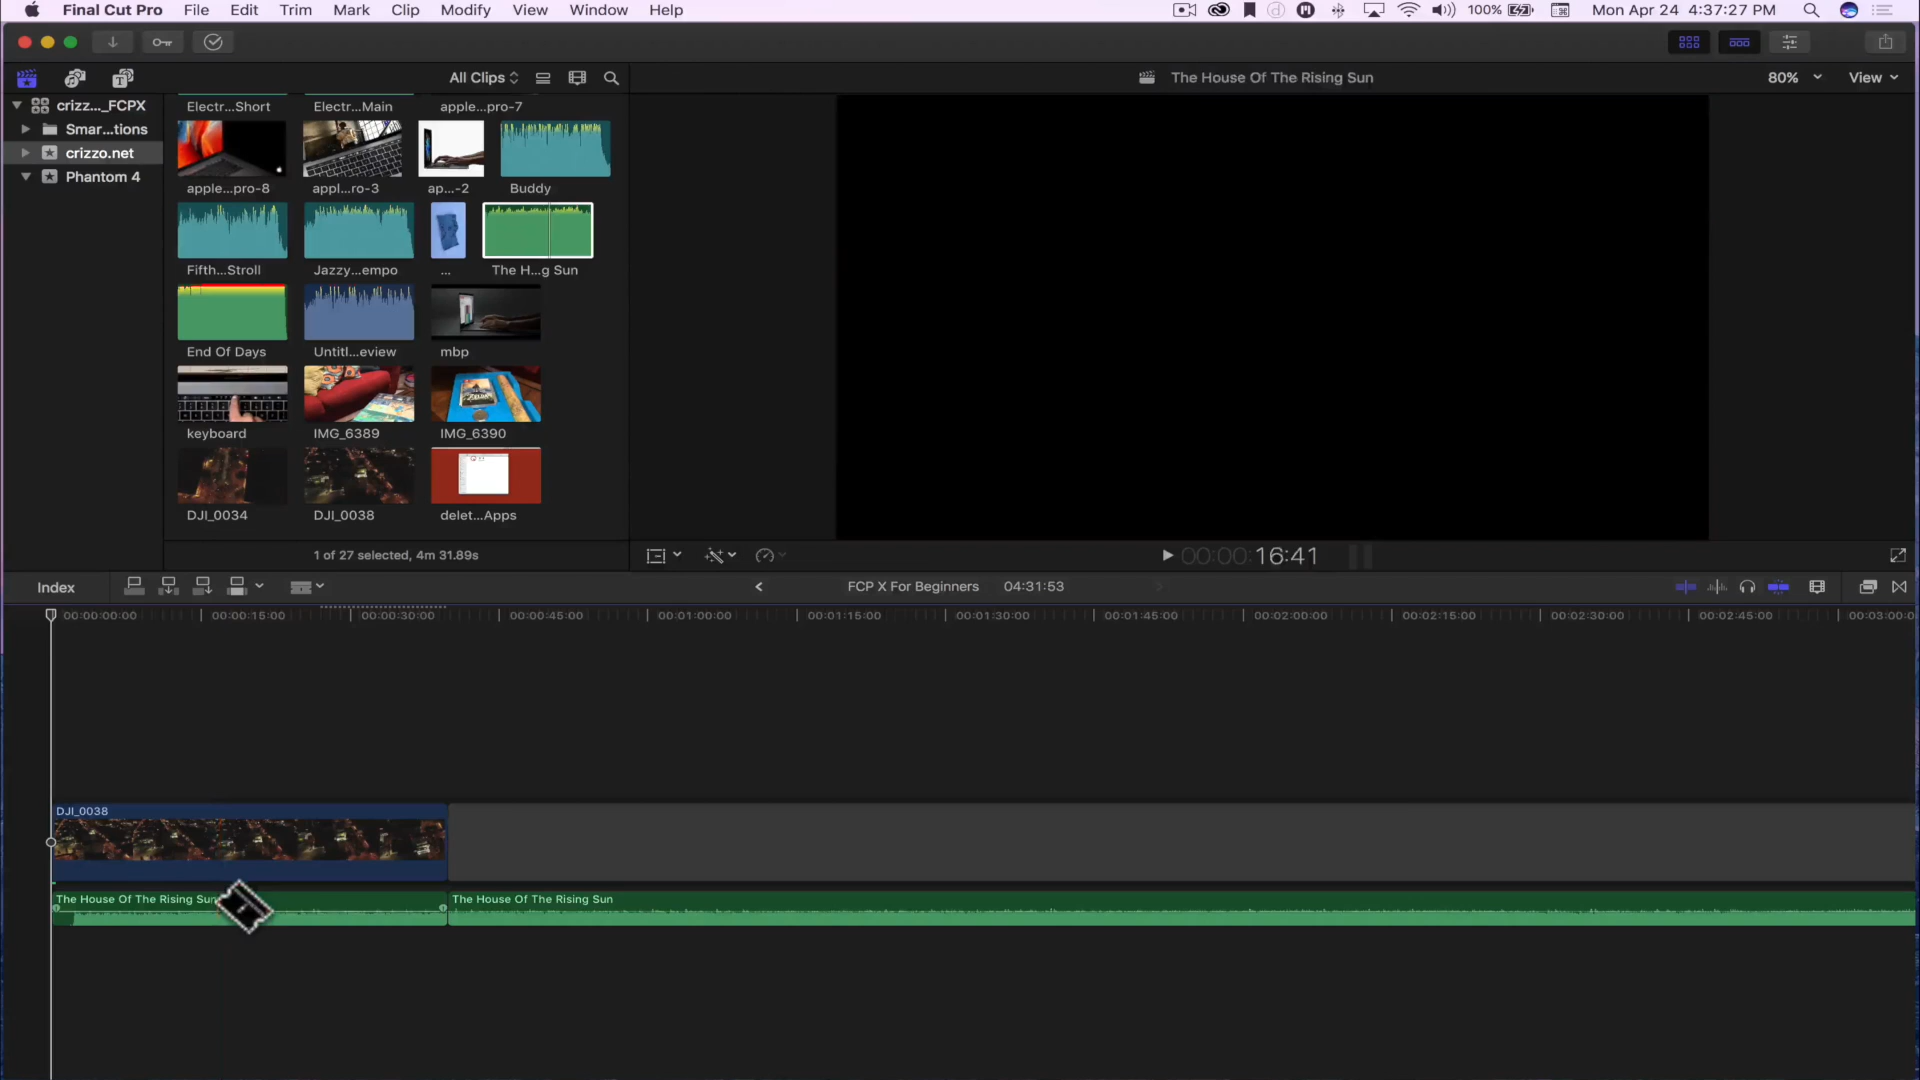 Final Cut Pro File Edit Trim Mark Clip Modify View Window Help 100% Mon Apr 24 4:37:27 PM
All Clips
The House Of The Rising Sun 80% View
crizz..._FCPX
Smar...tions
crizzo.net
Phantom 4
Electr...Short Electr...Main apple...pro-7
apple...pro-8 appl...ro-3 ap...-2 Buddy
Fifth...Stroll Jazzy...empo ... The H...g Sun
End Of Days Untitl...eview mbp
keyboard IMG_6389 IMG_6390
DJI_0034 DJI_0038 delet...Apps
1 of 27 selected, 4m 31.89s
00:00:16:41
Index FCP X For Beginners 04:31:53
00:00:00:00 00:00:15:00 00:00:30:00 00:00:45:00 00:01:00:00 00:01:15:00 00:01:30:00 00:01:45:00 00:02:00:00 00:02:15:00 00:02:30:00 00:02:45:00 00:03:00:0
DJI_0038
The House Of The Rising Sun The House Of The Rising Sun